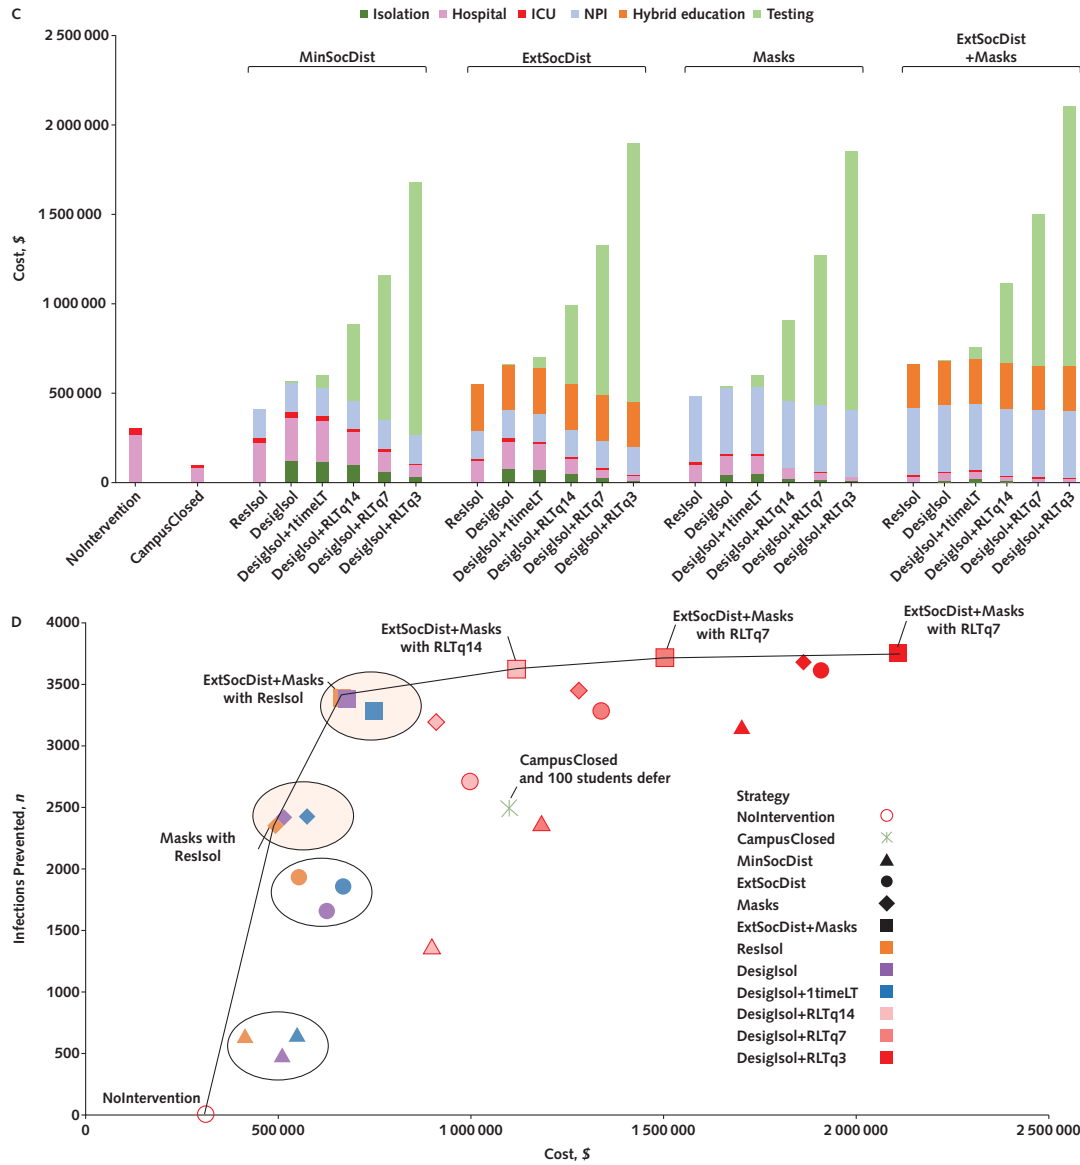 C
Isolation Hospital ICU NPI Hybrid education Testing
2 500 000
2 000 000
1 500 000
1 000 000
500 000
0
Cost, $
MinSocDist
ExtSocDist
Masks
ExtSocDist
+Masks
NoIntervention
CampusClosed
ResIsol
DesigIsol
DesigIsol+1timeLT
DesigIsol+RLTq14
DesigIsol+RLTq7
DesigIsol+RLTq3
ResIsol
DesigIsol
DesigIsol+1timeLT
DesigIsol+RLTq14
DesigIsol+RLTq7
DesigIsol+RLTq3
ResIsol
DesigIsol
DesigIsol+1timeLT
DesigIsol+RLTq14
DesigIsol+RLTq7
DesigIsol+RLTq3
ResIsol
DesigIsol
DesigIsol+1timeLT
DesigIsol+RLTq14
DesigIsol+RLTq7
DesigIsol+RLTq3
D
4000
3500
3000
2500
2000
1500
1000
500
0
Infections Prevented, n
ExtSocDist+Masks
with RLTq14
ExtSocDist+Masks
with RLTq7
ExtSocDist+Masks
with RLTq7
ExtSocDist+Masks
with ResIsol
CampusClosed
and 100 students defer
Masks with
ResIsol
NoIntervention
Strategy
NoIntervention
CampusClosed
MinSocDist
ExtSocDist
Masks
ExtSocDist+Masks
ResIsol
DesigIsol
DesigIsol+1timeLT
DesigIsol+RLTq14
DesigIsol+RLTq7
DesigIsol+RLTq3
0 500 000 1 000 000 1 500 000 2 000 000 2 500 000
Cost, $